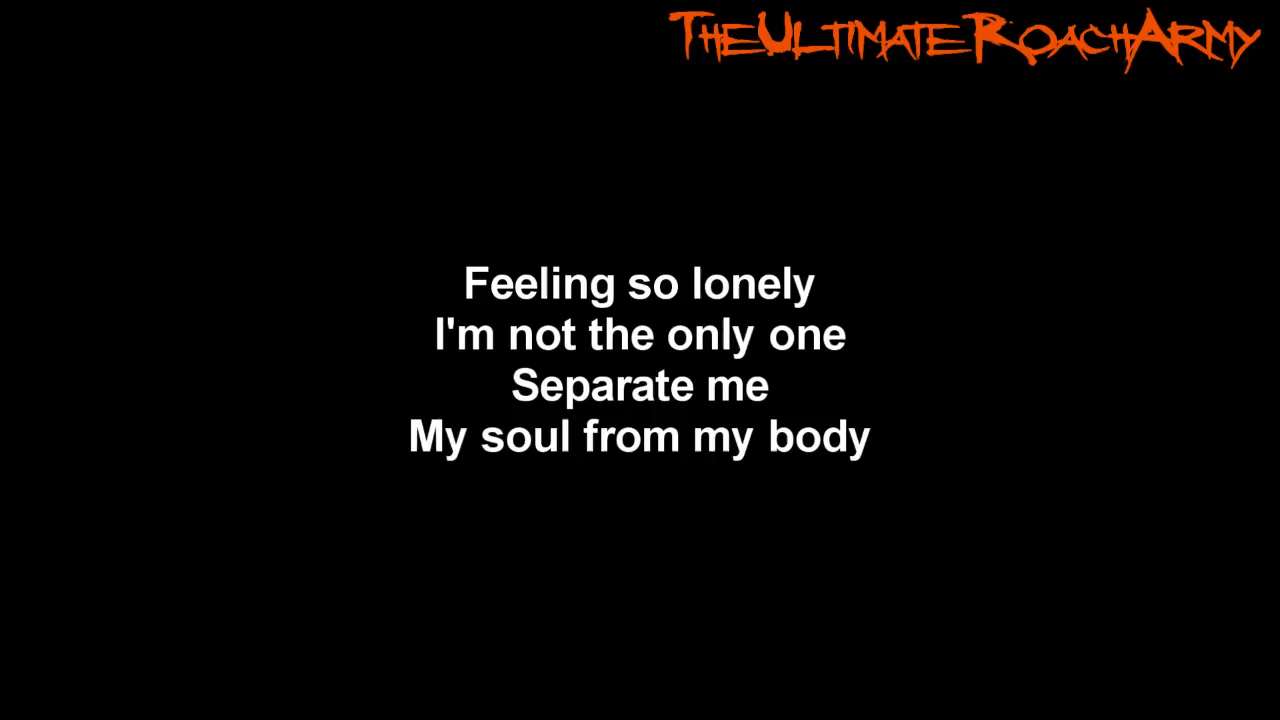 TheUltimateRoachArmy
Feeling so lonely
I'm not the only one
Separate me
My soul from my body